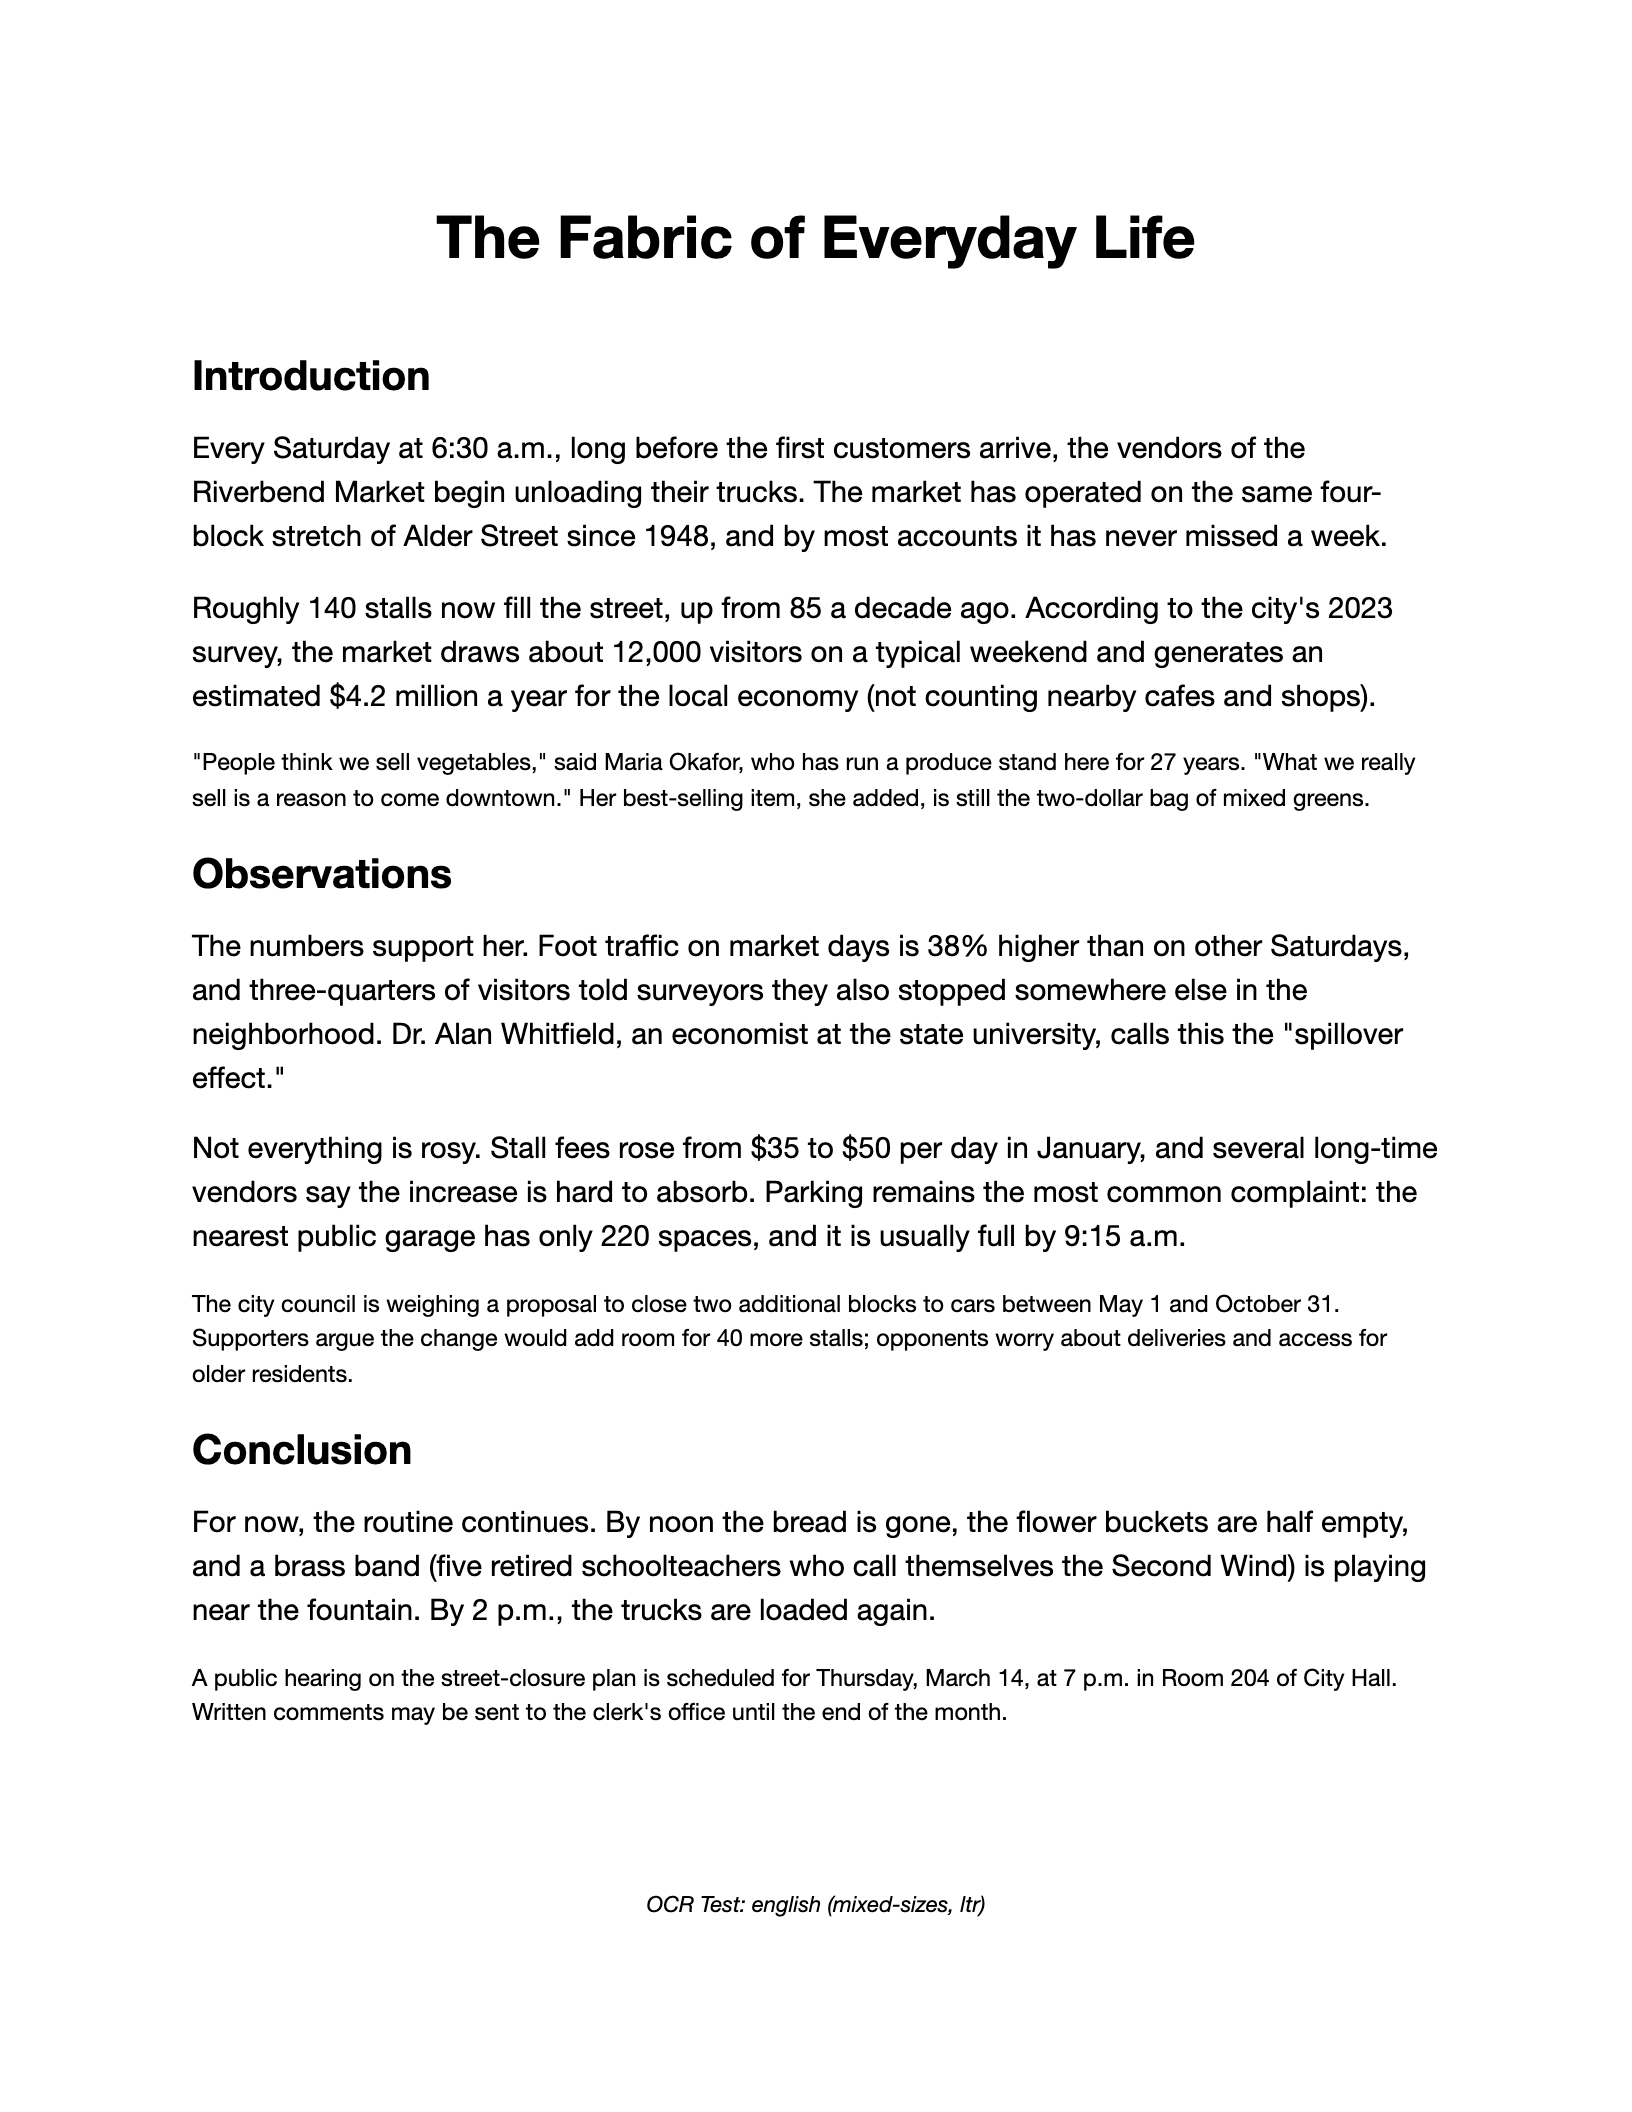 The Fabric of Everyday Life
Introduction
Every Saturday at 6:30 a.m., long before the first customers arrive, the vendors of the
Riverbend Market begin unloading their trucks. The market has operated on the same four-
block stretch of Alder Street since 1948, and by most accounts it has never missed a week.
Roughly 140 stalls now fill the street, up from 85 a decade ago. According to the city's 2023
survey, the market draws about 12,000 visitors on a typical weekend and generates an
estimated $4.2 million a year for the local economy (not counting nearby cafes and shops).
"People think we sell vegetables," said Maria Okafor, who has run a produce stand here for 27 years. "What we really
sell is a reason to come downtown." Her best-selling item, she added, is still the two-dollar bag of mixed greens.
Observations
The numbers support her. Foot traffic on market days is 38% higher than on other Saturdays,
and three-quarters of visitors told surveyors they also stopped somewhere else in the
neighborhood. Dr. Alan Whitfield, an economist at the state university, calls this the "spillover
effect."
Not everything is rosy. Stall fees rose from $35 to $50 per day in January, and several long-time
vendors say the increase is hard to absorb. Parking remains the most common complaint: the
nearest public garage has only 220 spaces, and it is usually full by 9:15 a.m.
The city council is weighing a proposal to close two additional blocks to cars between May 1 and October 31.
Supporters argue the change would add room for 40 more stalls; opponents worry about deliveries and access for
older residents.
Conclusion
For now, the routine continues. By noon the bread is gone, the flower buckets are half empty,
and a brass band (five retired schoolteachers who call themselves the Second Wind) is playing
near the fountain. By 2 p.m., the trucks are loaded again.
A public hearing on the street-closure plan is scheduled for Thursday, March 14, at 7 p.m. in Room 204 of City Hall.
Written comments may be sent to the clerk's office until the end of the month.
OCR Test: english (mixed-sizes, ltr)